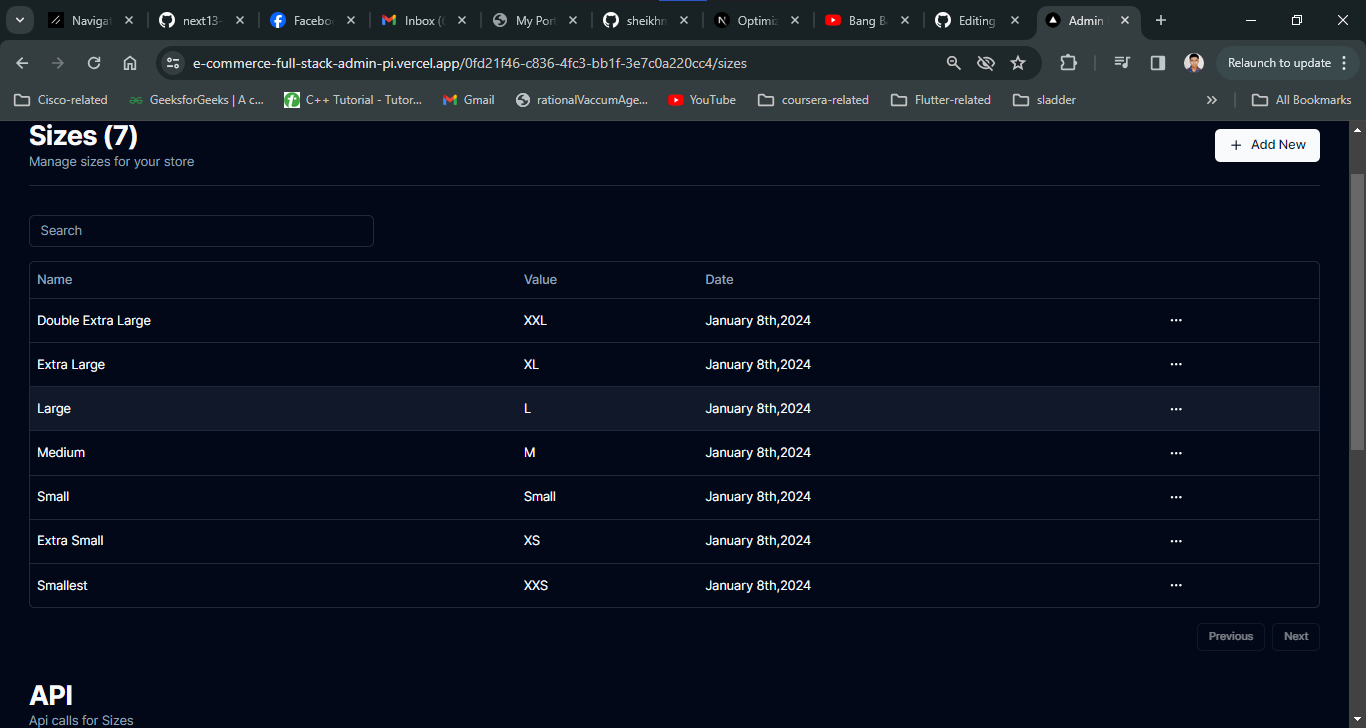 Navigat
next13-
Facebo
Inbox (
My Por
sheikhn
Optimiz
Bang B
Editing
Admin
e-commerce-full-stack-admin-pi.vercel.app/0fd21f46-c836-4fc3-bb1f-3e7c0a220cc4/sizes
Relaunch to update
Cisco-related
GeeksforGeeks | A c...
C++ Tutorial - Tutor...
Gmail
rationalVaccumAge...
YouTube
coursera-related
Flutter-related
sladder
All Bookmarks
Sizes (7)
Manage sizes for your store
+ Add New
Search
Name Value Date
Double Extra Large XXL January 8th,2024 ...
Extra Large XL January 8th,2024 ...
Large L January 8th,2024 ...
Medium M January 8th,2024 ...
Small Small January 8th,2024 ...
Extra Small XS January 8th,2024 ...
Smallest XXS January 8th,2024 ...
Previous Next
API
Api calls for Sizes